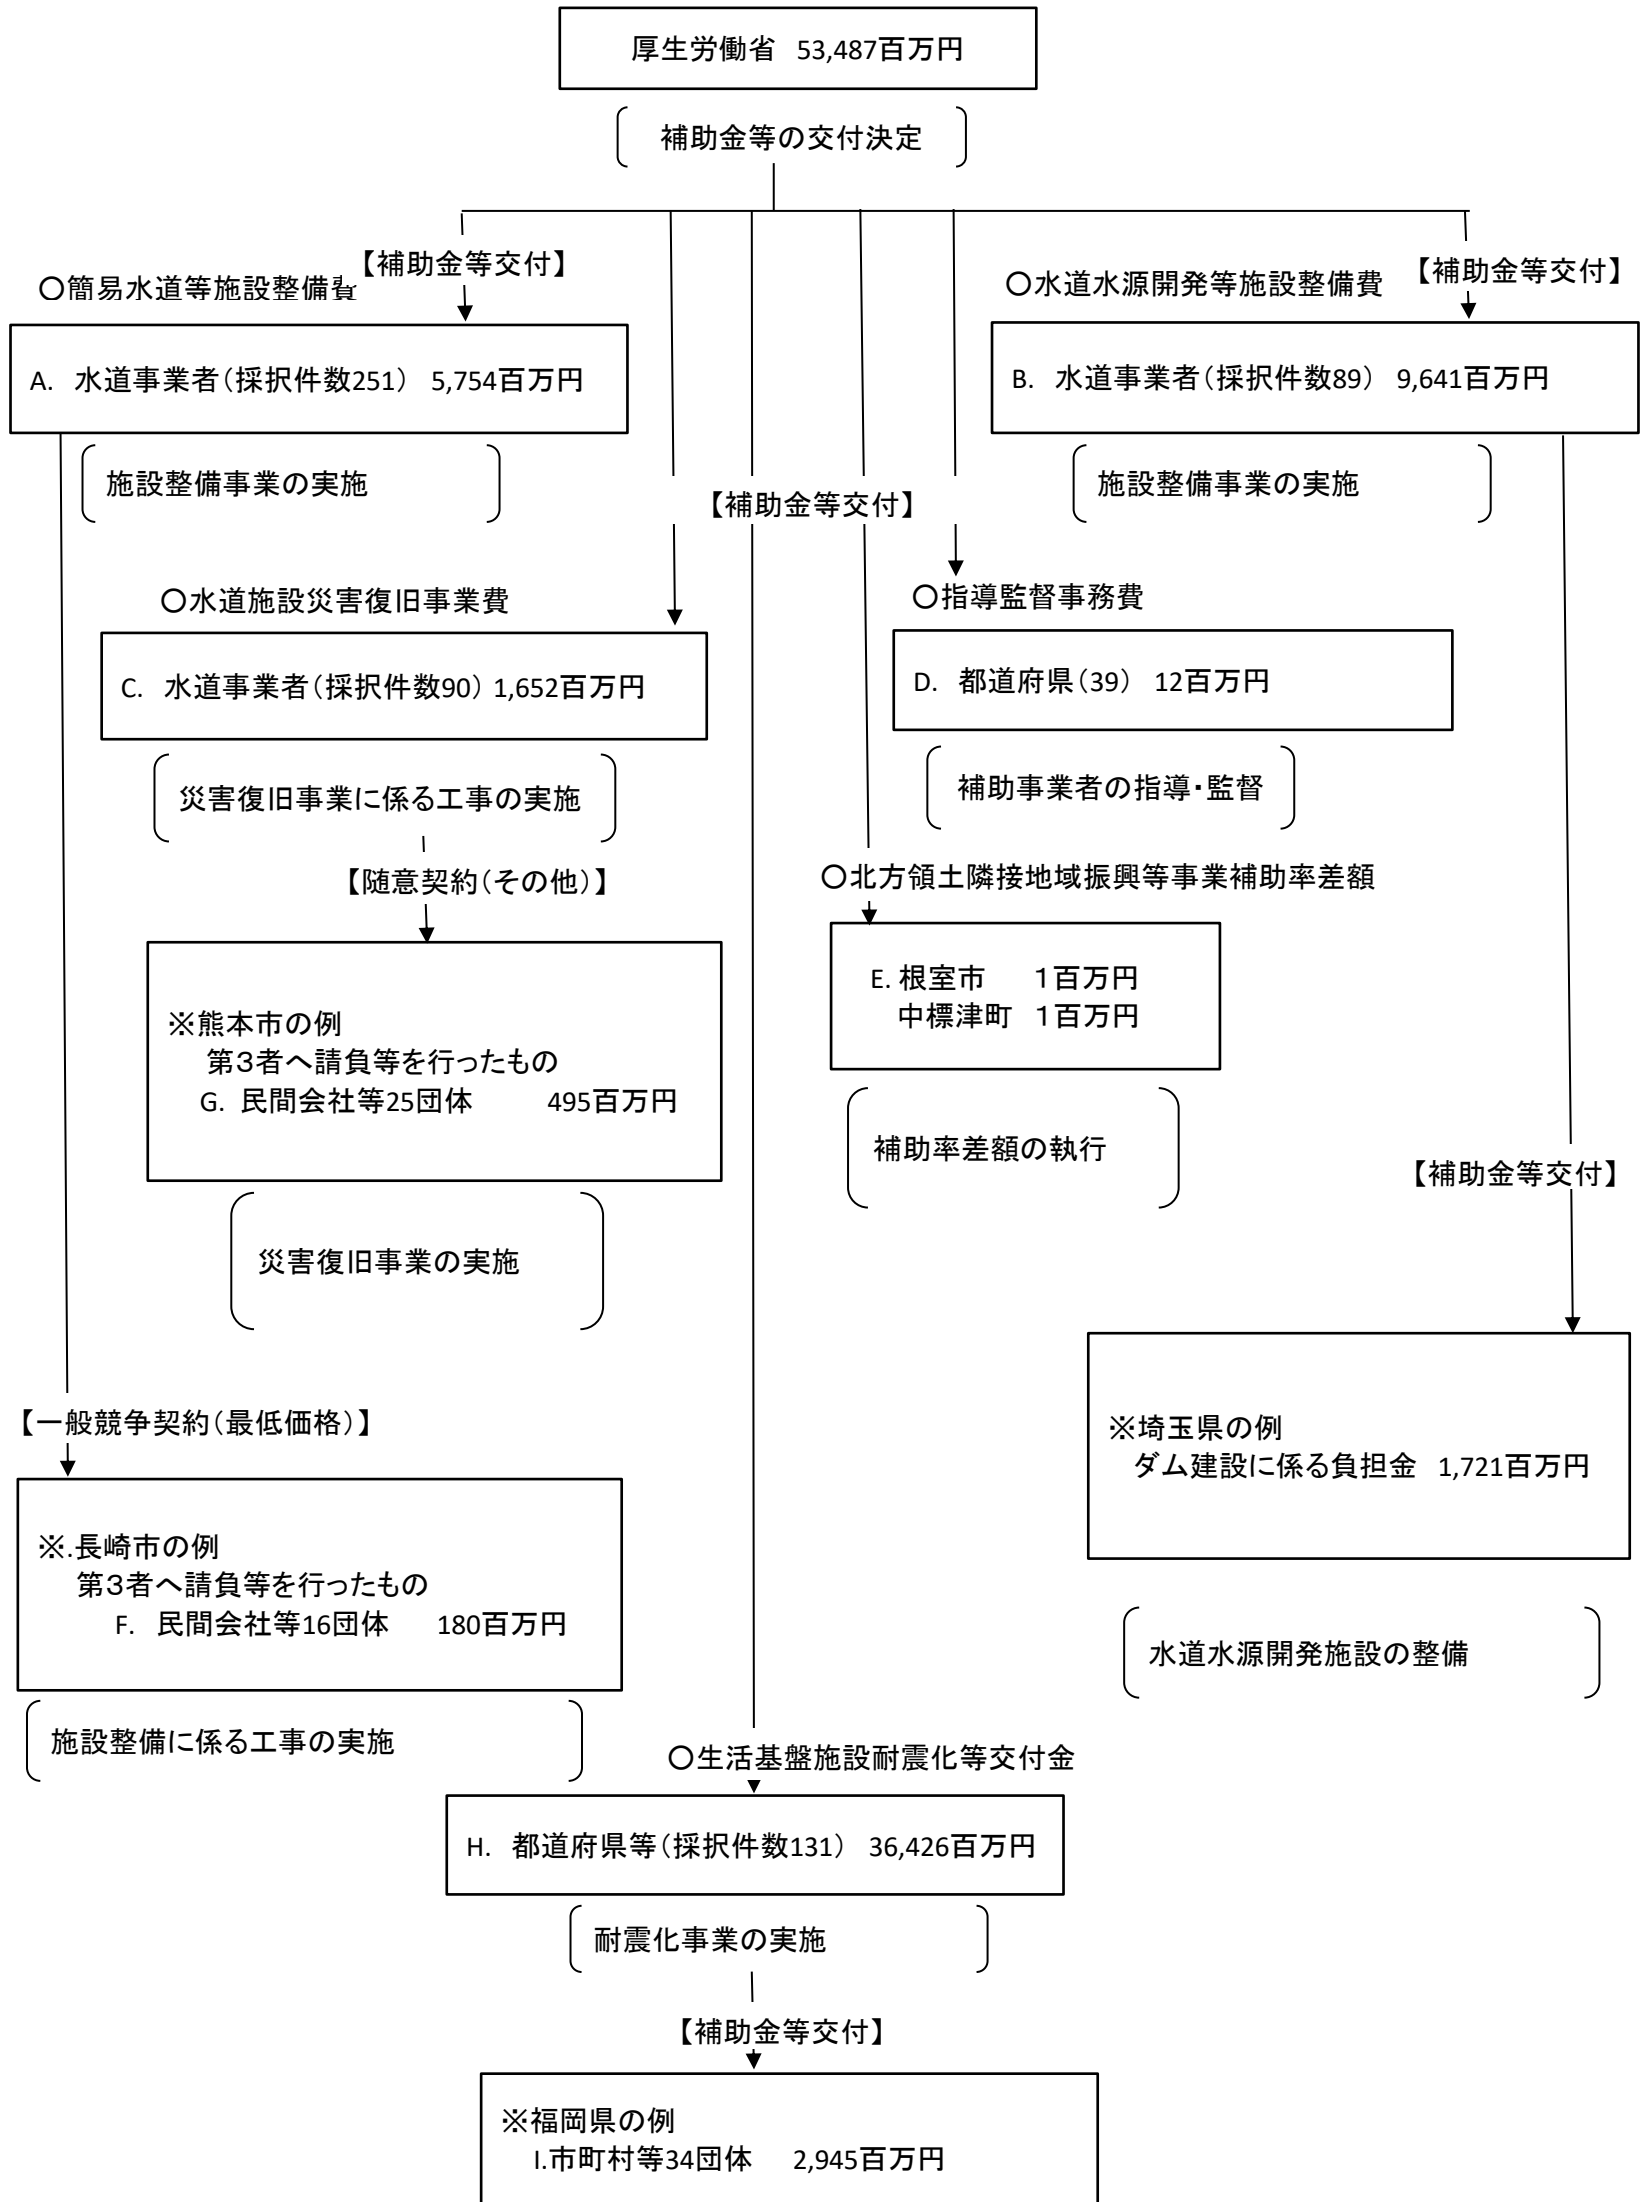 厚生労働省 53,487百万円
補助金等の交付決定
【補助金等交付】
○簡易水道等施設整備費
A. 水道事業者（採択件数251） 5,754百万円
施設整備事業の実施
○水道水源開発等施設整備費
【補助金等交付】
B. 水道事業者（採択件数89） 9,641百万円
施設整備事業の実施
【補助金等交付】
○水道施設災害復旧事業費
C. 水道事業者（採択件数90） 1,652百万円
災害復旧事業に係る工事の実施
【随意契約（その他）】
※熊本市の例
第３者へ請負等を行ったもの
G. 民間会社等25団体 495百万円
災害復旧事業の実施
○指導監督事務費
D. 都道府県（39） 12百万円
補助事業者の指導・監督
○北方領土隣接地域振興等事業補助率差額
E. 根室市 １百万円
中標津町 １百万円
補助率差額の執行
【補助金等交付】
※埼玉県の例
ダム建設に係る負担金 1,721百万円
水道水源開発施設の整備
【一般競争契約（最低価格）】
※.長崎市の例
第３者へ請負等を行ったもの
F. 民間会社等16団体 180百万円
施設整備に係る工事の実施
○生活基盤施設耐震化等交付金
H. 都道府県等（採択件数131） 36,426百万円
耐震化事業の実施
【補助金等交付】
※福岡県の例
I.市町村等34団体 2,945百万円